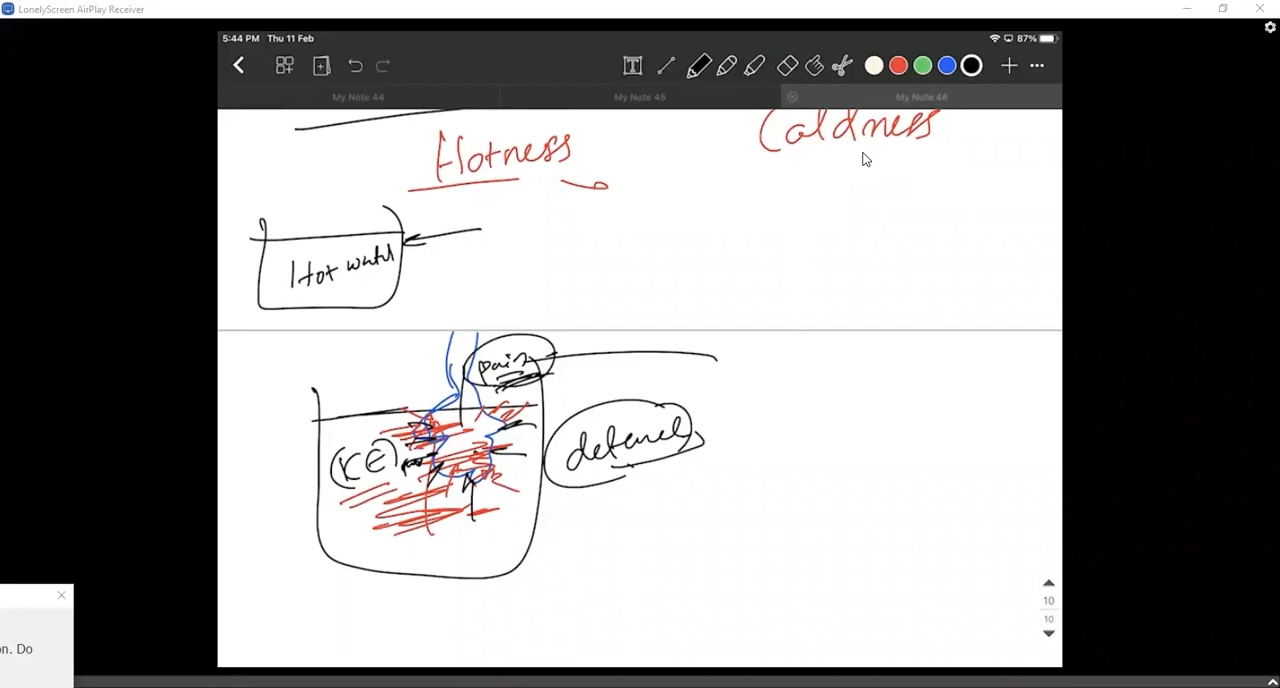 LonelyScreen AirPlay Receiver
5:44 PM Thu 11 Feb
87%
My Note 44
My Note 45
My Note 46
Hotness
Coldness
Hot water
pain
(KE)
10
10
on. Do